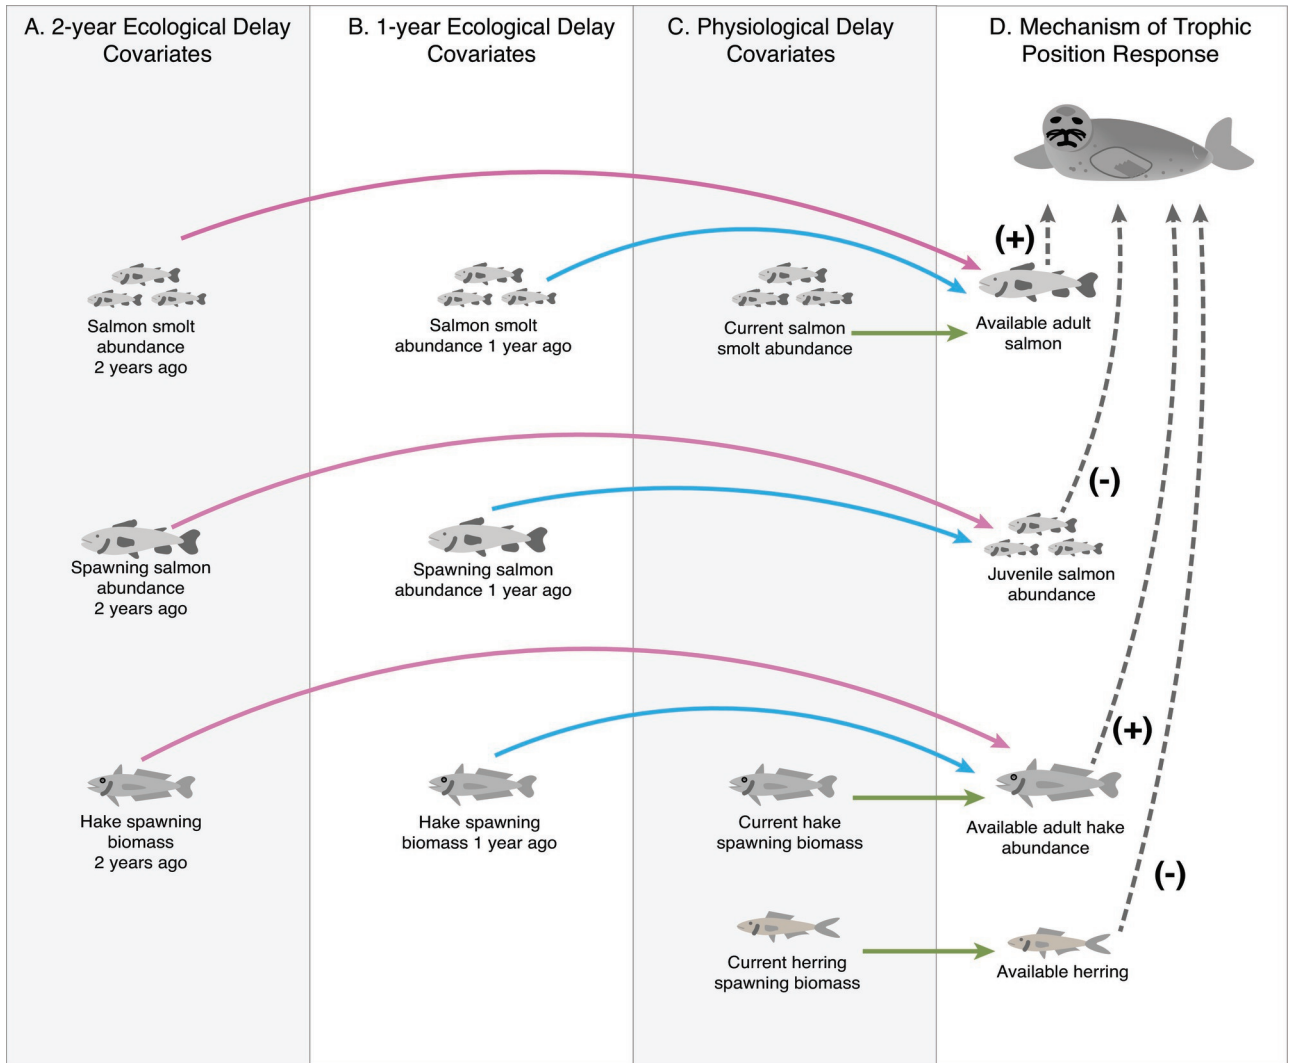 A. 2-year Ecological Delay
Covariates
B. 1-year Ecological Delay
Covariates
C. Physiological Delay
Covariates
D. Mechanism of Trophic
Position Response
Salmon smolt
abundance
2 years ago
Salmon smolt
abundance 1 year ago
Current salmon
smolt abundance
(+)
Available adult
salmon
Spawning salmon
abundance
2 years ago
Spawning salmon
abundance 1 year ago
(-)
Juvenile salmon
abundance
Hake spawning
biomass
2 years ago
Hake spawning
biomass 1 year ago
Current hake
spawning biomass
(+)
Available adult hake
abundance
Current herring
spawning biomass
(-)
Available herring